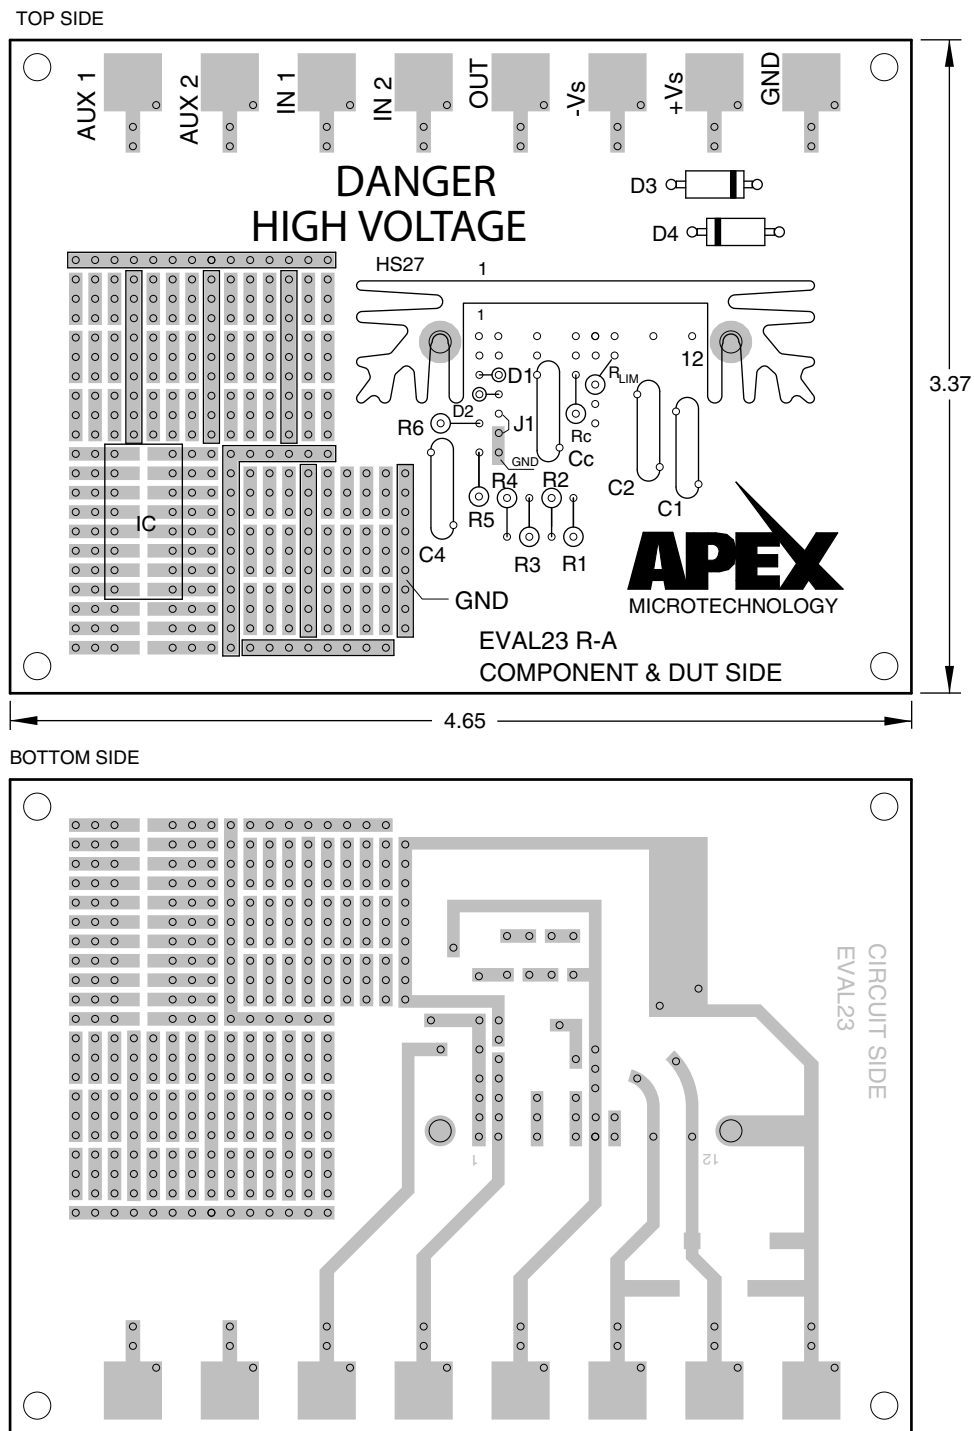 TOP SIDE
AUX 1
AUX 2
IN 1
IN 2
OUT
-Vs
+Vs
GND
DANGER
HIGH VOLTAGE
D3
D4
HS27
1
1
12
D1
RLIM
D2
J1
R6
Rc
Cc
GND
R4
R2
C2
C1
R5
IC
C4
R3
R1
APEX
MICROTECHNOLOGY
GND
EVAL23 R-A
COMPONENT & DUT SIDE
3.37
4.65
BOTTOM SIDE
CIRCUIT SIDE
EVAL23
1
12